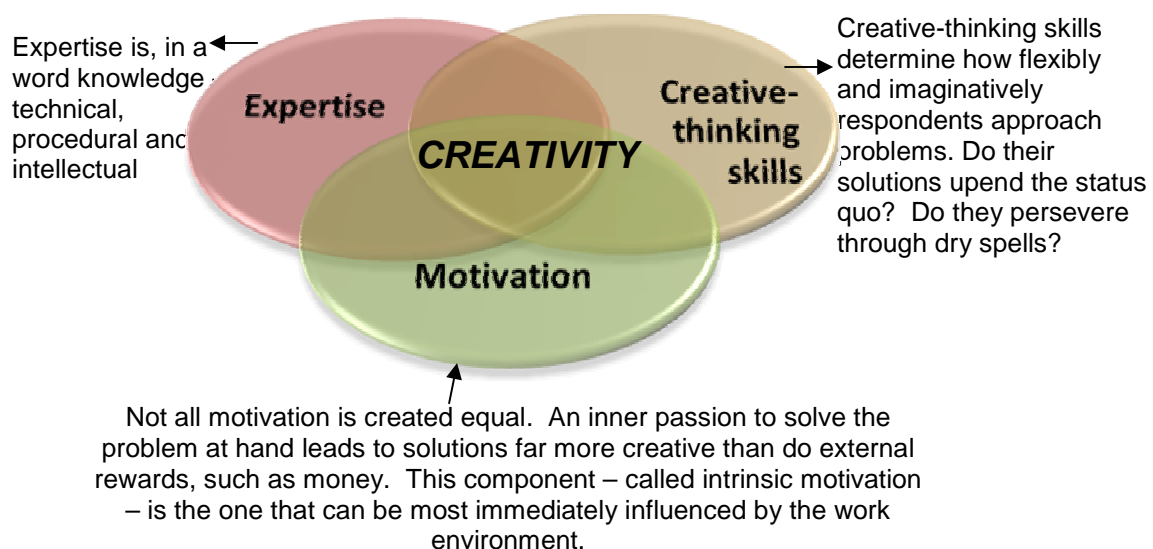 Expertise is, in a
word knowledge
technical,
procedural and
intellectual
Expertise
Creative-
thinking
skills
CREATIVITY
Motivation
Creative-thinking skills
determine how flexibly
and imaginatively
respondents approach
problems. Do their
solutions upend the status
quo?  Do they persevere
through dry spells?
Not all motivation is created equal.  An inner passion to solve the
problem at hand leads to solutions far more creative than do external
rewards, such as money.  This component – called intrinsic motivation
– is the one that can be most immediately influenced by the work
environment.